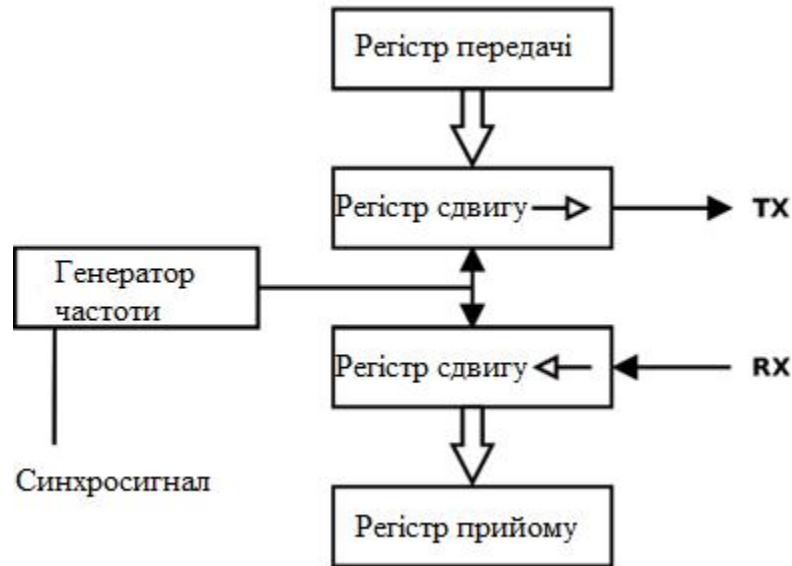 Регістр передачі
Регістр сдвигу
TX
Генератор
частоти
Регістр сдвигу
RX
Синхросигнал
Регістр прийому